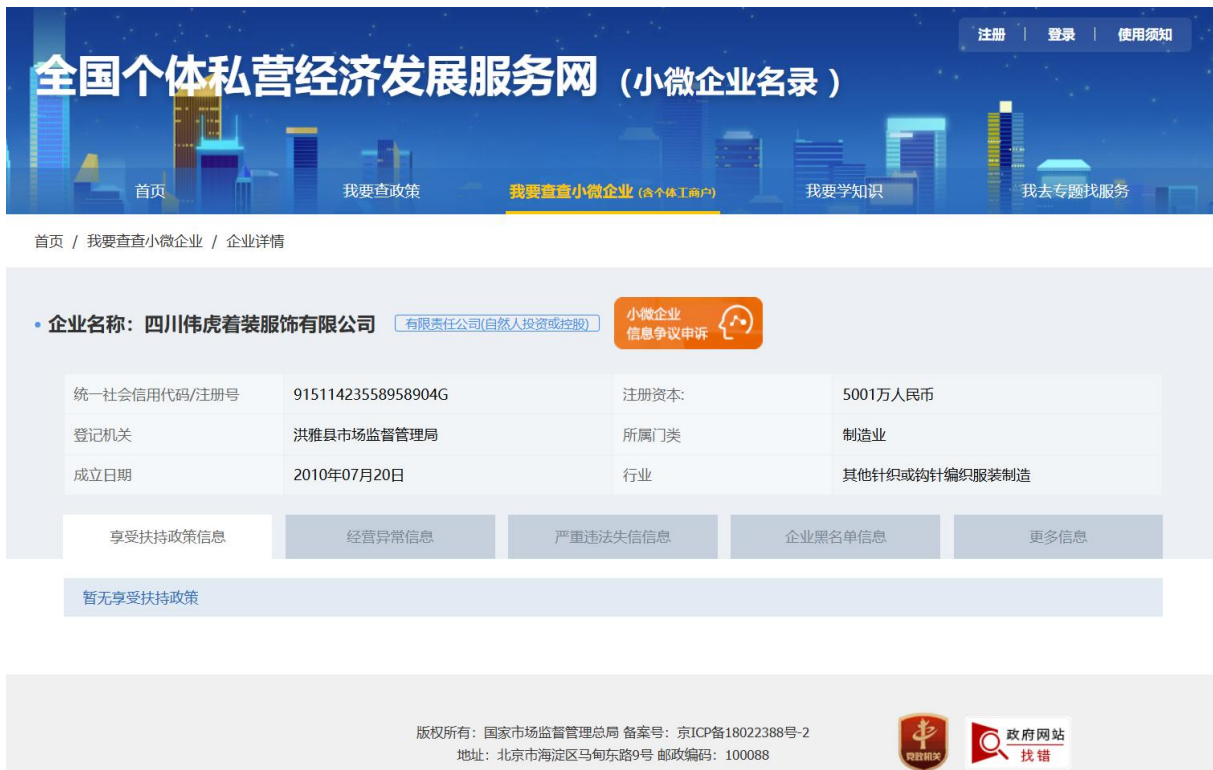 注册 | 登录 | 使用须知
全国个体私营经济发展服务网（小微企业名录）
首页 我要查政策 我要查查小微企业 (含个体工商户) 我要学知识 我去专题找服务
首页 / 我要查查小微企业 / 企业详情
企业名称：四川伟虎着装服饰有限公司 有限责任公司(自然人投资或控股) 小微企业
信息争议申诉
统一社会信用代码/注册号 91511423558958904G 注册资本: 5001万人民币
登记机关 洪雅县市场监督管理局 所属门类 制造业
成立日期 2010年07月20日 行业 其他针织或钩针编织服装制造
享受扶持政策信息 经营异常信息 严重违法失信信息 企业黑名单信息 更多信息
暂无享受扶持政策
版权所有：国家市场监督管理总局 备案号：京ICP备18022388号-2
地址：北京市海淀区马甸东路9号 邮政编码：100088
党政机关
政府网站
找错